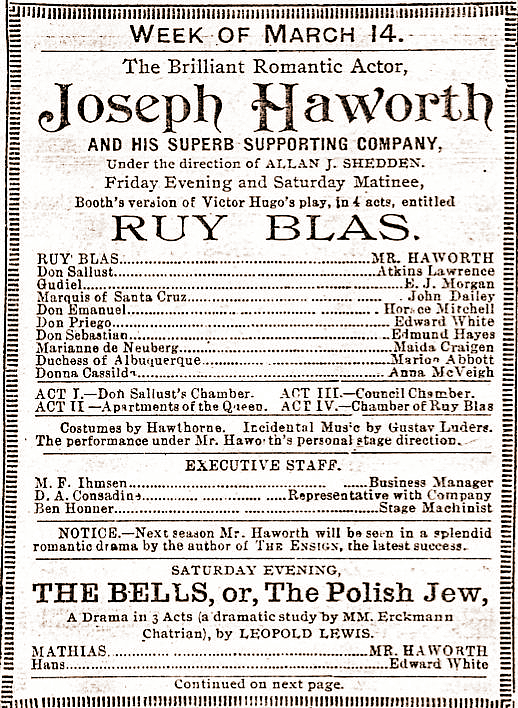 WEEK OF MARCH 14.
The Brilliant Romantic Actor,
Joseph Haworth
AND HIS SUPERB SUPPORTING COMPANY,
Under the direction of ALLAN J. SHEDDEN.
Friday Evening and Saturday Matinee,
Booth's version of Victor Hugo's play, in 4 acts, entitled
RUY BLAS.
RUY BLAS..........MR. HAWORTH
Don Sallust..........Atkins Lawrence
Gudiel..........E. J. Morgan
Marquis of Santa Cruz..........John Dailey
Don Emanuel..........Horace Mitchell
Don Priego..........Edward White
Don Sebastian..........Edmund Hayes
Marianne de Neuberg..........Maida Craigen
Duchess of Albuquerque..........Marion Abbott
Donna Cassilda..........Anna McVeigh
ACT I.—Don Sallust's Chamber. ACT III.—Council Chamber.
ACT II—Apartments of the Queen. ACT IV.—Chamber of Ruy Blas
Costumes by Hawthorne. Incidental Music by Gustav Luders.
The performance under Mr. Haworth's personal stage direction.
EXECUTIVE STAFF.
M. F. Ihmsen..........Business Manager
D. A. Consadine..........Representative with Company
Ben Honner..........Stage Machinist
NOTICE.—Next season Mr. Haworth will be seen in a splendid
romantic drama by the author of THE ENSIGN, the latest success.
SATURDAY EVENING,
THE BELLS, or, The Polish Jew,
A Drama in 3 Acts (a dramatic study by MM. Erckmann
Chatrian), by LEOPOLD LEWIS.
MATHIAS..........MR. HAWORTH
Hans..........Edward White
Continued on next page.